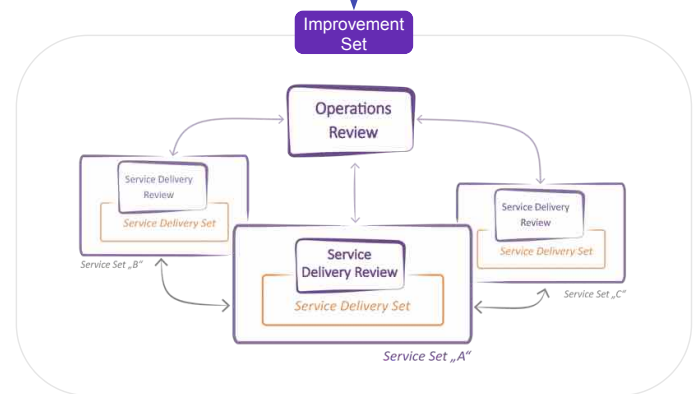 Improvement
Set
Operations
Review
Service Delivery
Review
Service Delivery Set
Service Set „B“
Service
Delivery Review
Service Delivery Set
Service Set „A“
Service Delivery
Review
Service Delivery Set
Service Set „C“